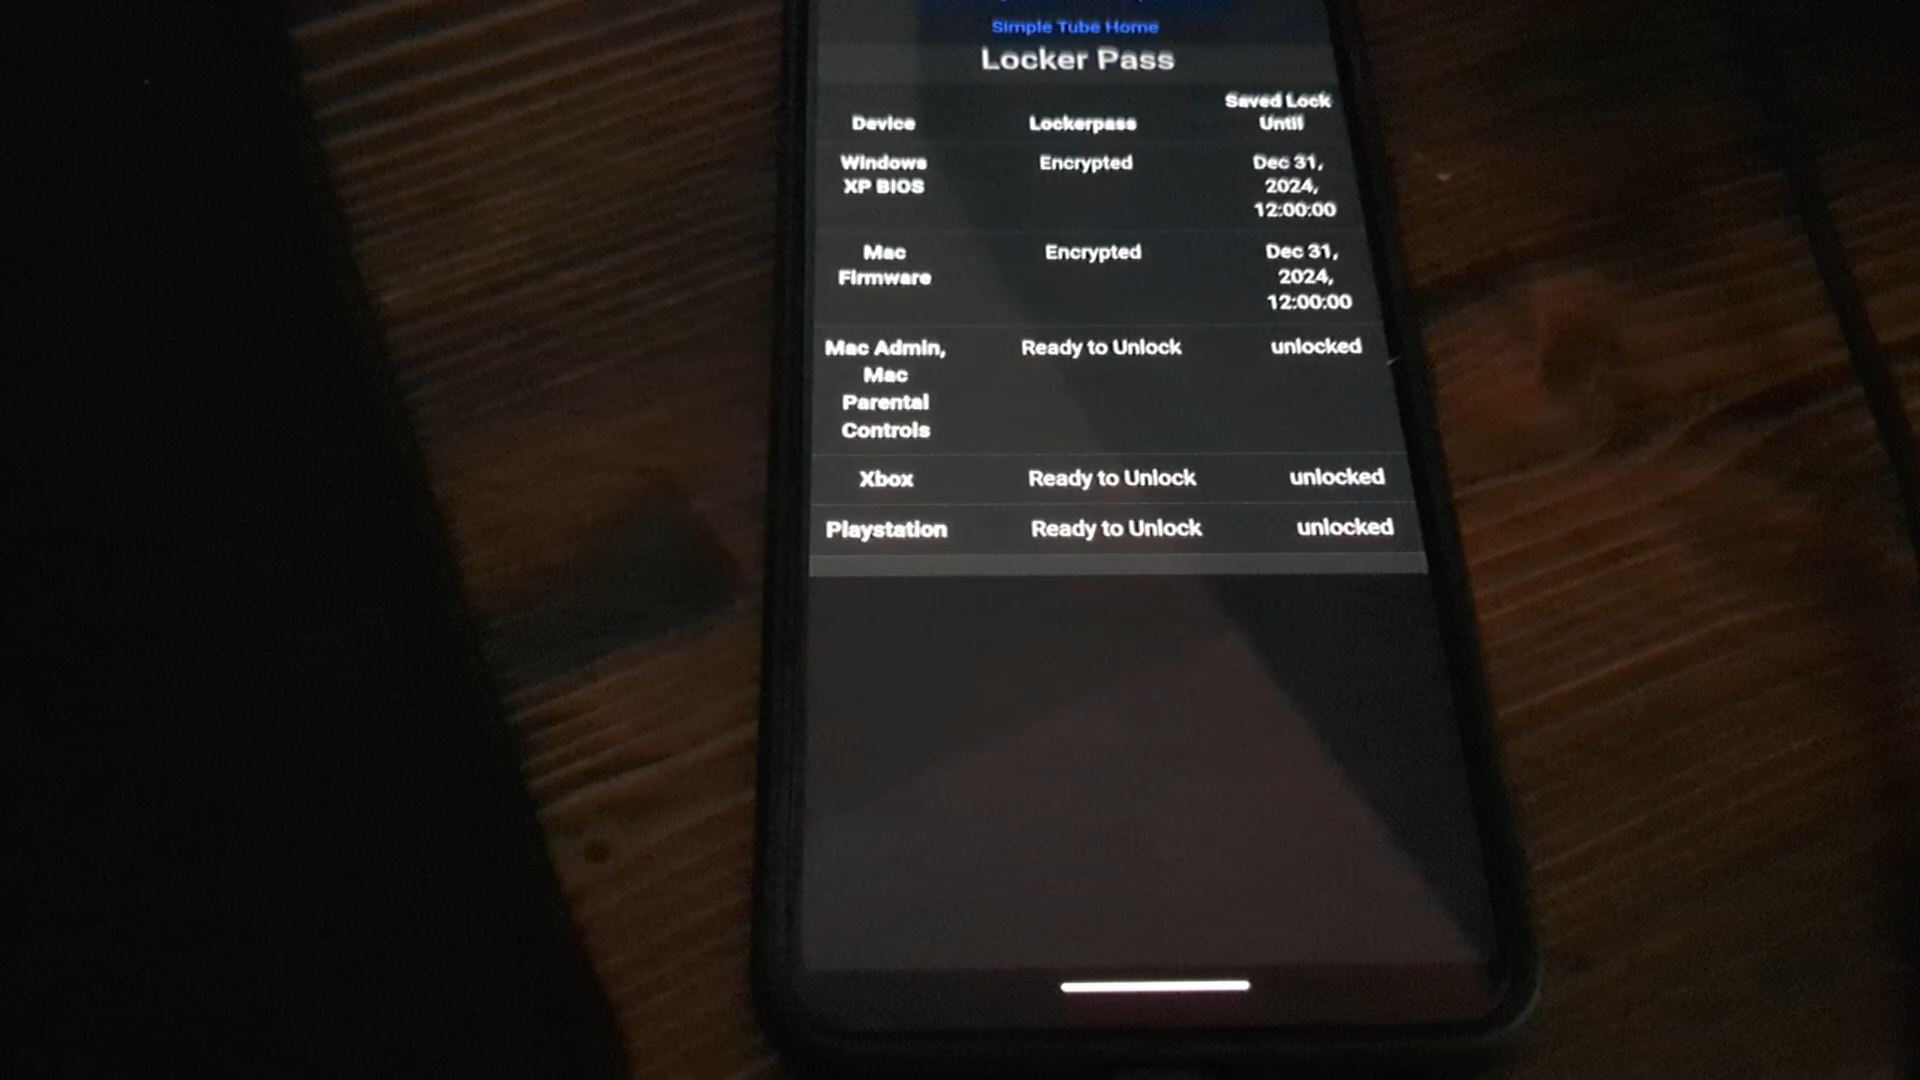 Simple Tube Home
Locker Pass
Device Lockerpass Saved Lock
Until
Windows
XP BIOS
Encrypted
Dec 31,
2024,
12:00:00
Mac
Firmware
Encrypted
Dec 31,
2024,
12:00:00
Mac Admin,
Mac
Parental
Controls
Ready to Unlock
unlocked
Xbox Ready to Unlock unlocked
Playstation Ready to Unlock unlocked